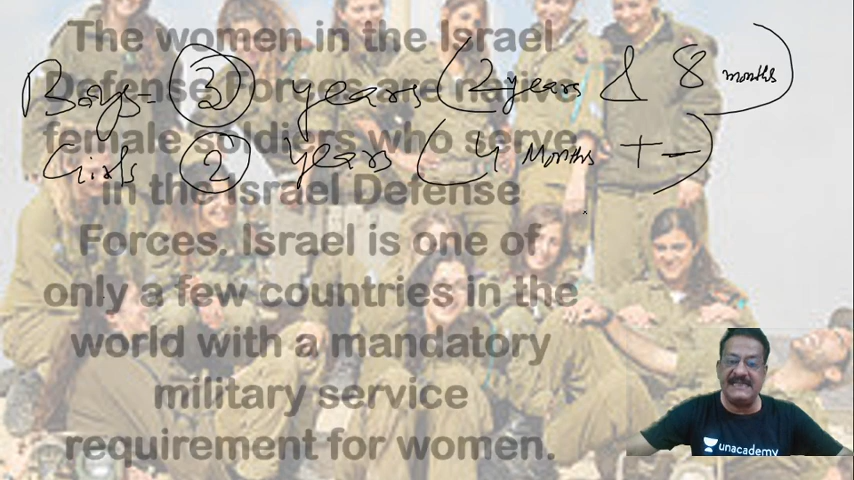 The women in the Israel
Boys- 3 years (2 years & 8 months)
Defense Forces are native
female soldiers who serve
Girls 2 years (4 Months + -)
in the Israel Defense
Forces. Israel is one of
only a few countries in the
world with a mandatory
military service
requirement for women.
unacademy